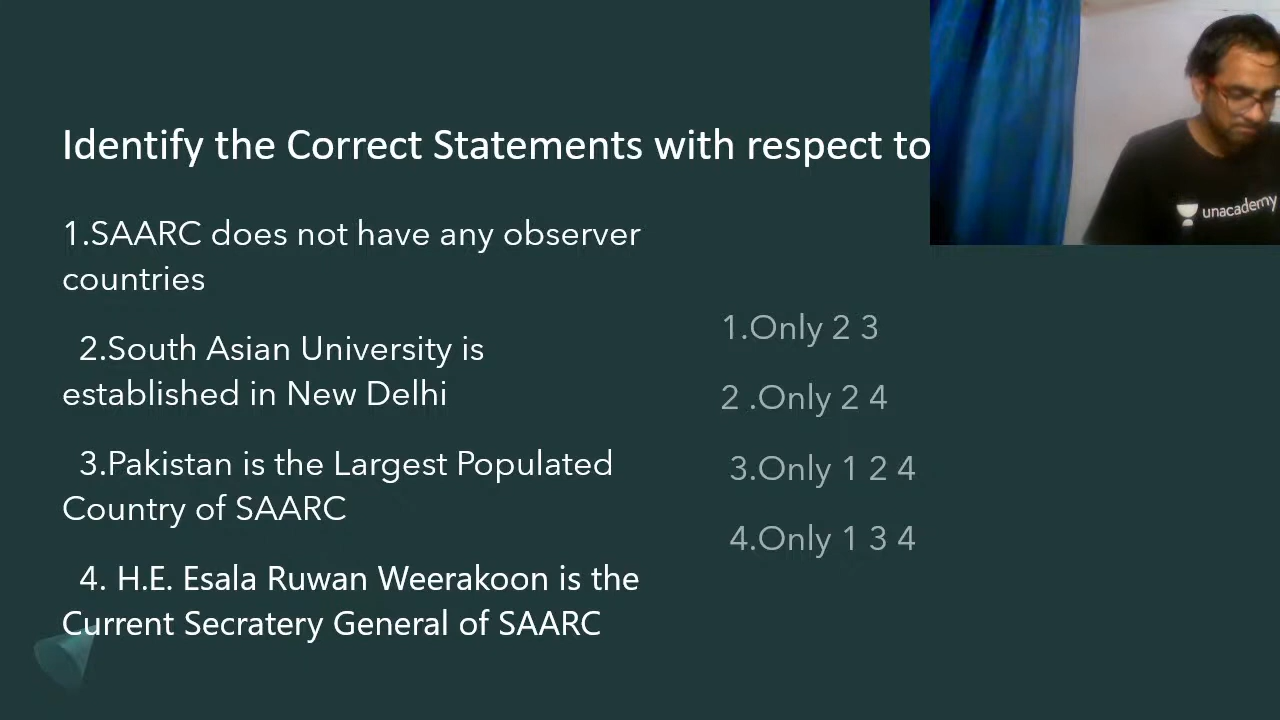 Identify the Correct Statements with respect to
1.SAARC does not have any observer
countries
2.South Asian University is
established in New Delhi
3.Pakistan is the Largest Populated
Country of SAARC
4. H.E. Esala Ruwan Weerakoon is the
Current Secratery General of SAARC
1.Only 2 3
2 .Only 2 4
3.Only 1 2 4
4.Only 1 3 4
unacademy